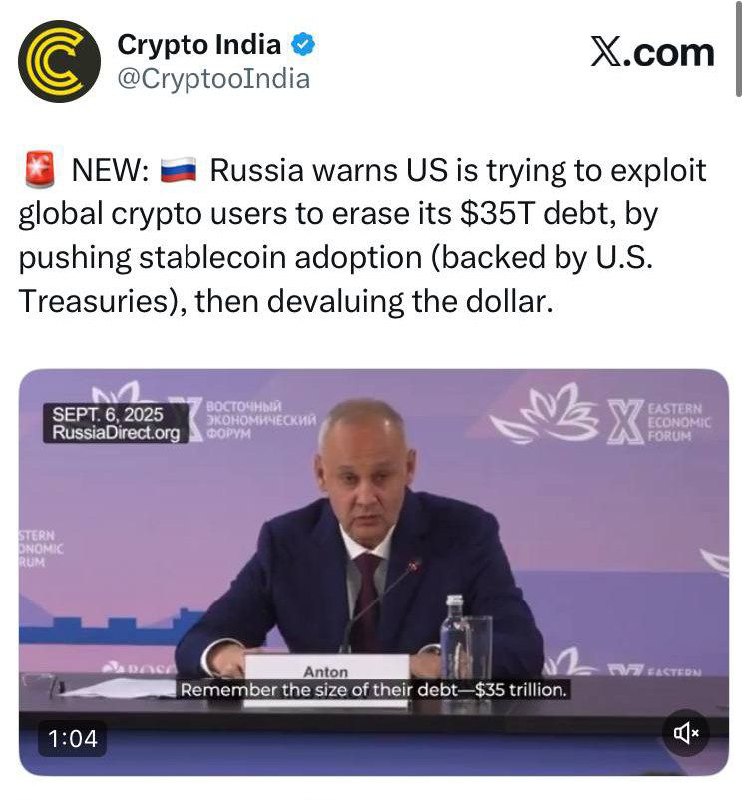 Crypto India
@CryptooIndia
X.com
🚨 NEW: 🇷🇺 Russia warns US is trying to exploit
global crypto users to erase its $35T debt, by
pushing stablecoin adoption (backed by U.S.
Treasuries), then devaluing the dollar.
SEPT. 6, 2025
RussiaDirect.org
ВОСТОЧНЫЙ
ЭКОНОМИЧЕСКИЙ
ФОРУМ
EASTERN
ECONOMIC
FORUM
STERN
ONOMIC
RUM
Anton
EASTERN
Remember the size of their debt—$35 trillion.
1:04